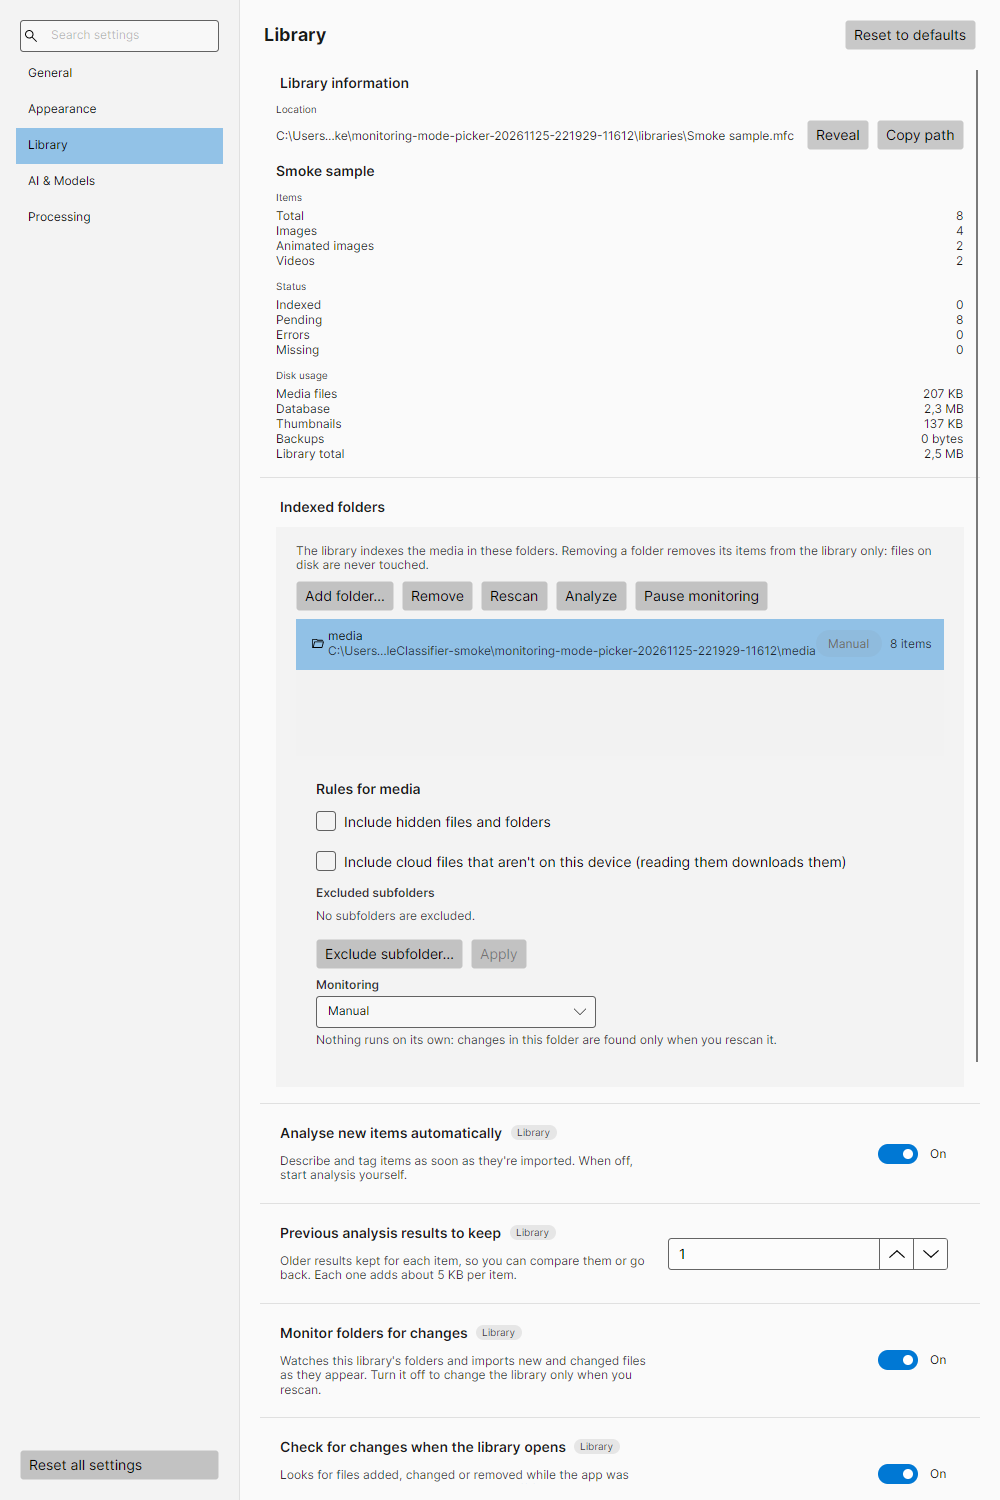 Search settings
General
Appearance
Library
AI & Models
Processing
Reset all settings
Library
Reset to defaults
Library information
Location
C:\Users...ke\monitoring-mode-picker-20261125-221929-11612\libraries\Smoke sample.mfc
Reveal
Copy path
Smoke sample
Items
Total 8
Images 4
Animated images 2
Videos 2
Status
Indexed 0
Pending 8
Errors 0
Missing 0
Disk usage
Media files 207 KB
Database 2,3 MB
Thumbnails 137 KB
Backups 0 bytes
Library total 2,5 MB
Indexed folders
The library indexes the media in these folders. Removing a folder removes its items from the library only: files on
disk are never touched.
Add folder...
Remove
Rescan
Analyze
Pause monitoring
media
C:\Users...leClassifier-smoke\monitoring-mode-picker-20261125-221929-11612\media
Manual
8 items
Rules for media
Include hidden files and folders
Include cloud files that aren't on this device (reading them downloads them)
Excluded subfolders
No subfolders are excluded.
Exclude subfolder...
Apply
Monitoring
Manual
Nothing runs on its own: changes in this folder are found only when you rescan it.
Analyse new items automatically Library
Describe and tag items as soon as they're imported. When off,
start analysis yourself.
On
Previous analysis results to keep Library
Older results kept for each item, so you can compare them or go
back. Each one adds about 5 KB per item.
1
Monitor folders for changes Library
Watches this library's folders and imports new and changed files
as they appear. Turn it off to change the library only when you
rescan.
On
Check for changes when the library opens Library
Looks for files added, changed or removed while the app was
On